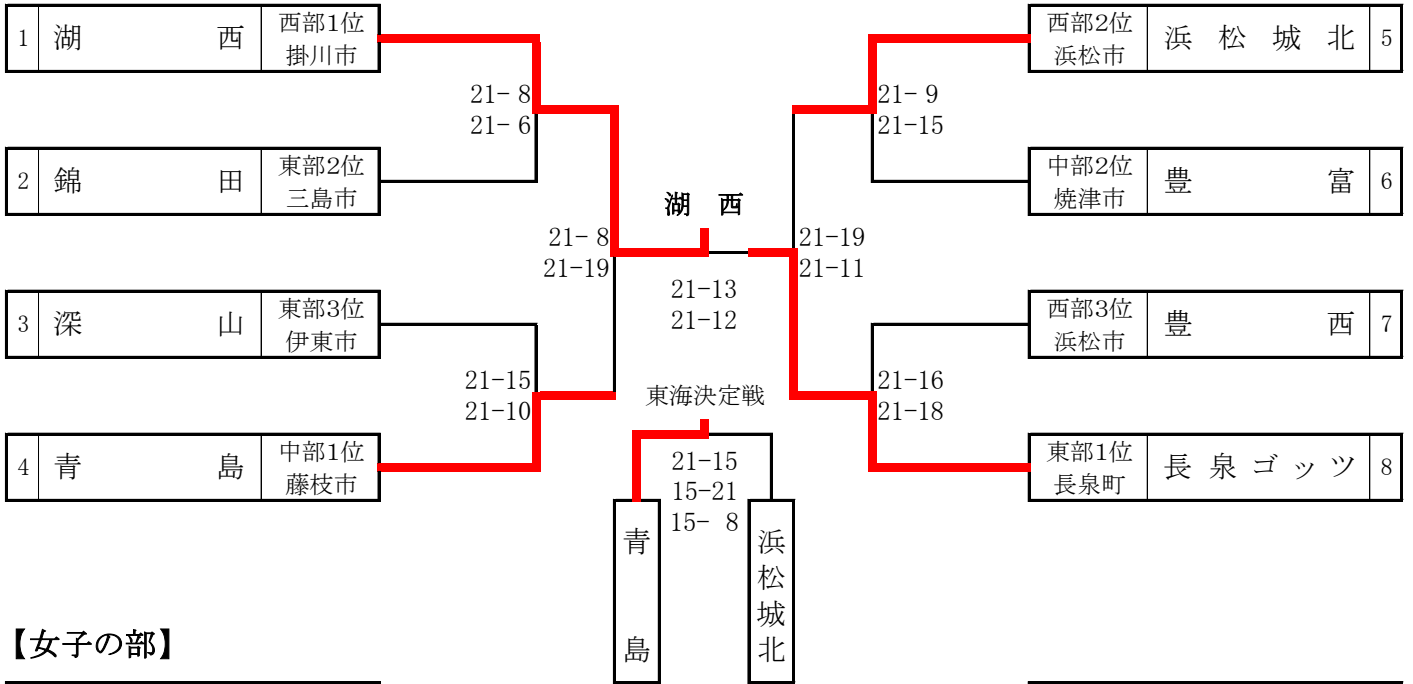 1 湖西 西部1位
掛川市
2 錦田 東部2位
三島市
3 深山 東部3位
伊東市
4 青島 中部1位
藤枝市
21- 8
21- 6
21-15
21-10
21- 8
21-19
湖西
21-13
21-12
21-19
21-11
21- 9
21-15
21-16
21-18
西部2位 浜松城北 5
浜松市
中部2位 豊富 6
焼津市
西部3位 豊西 7
浜松市
東部1位 長泉ゴッツ 8
長泉町
東海決定戦
21-15
15-21
15- 8
青島
浜松城北
【女子の部】